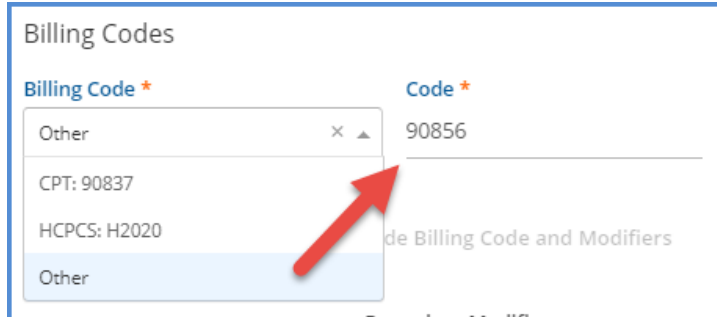 Billing Codes
Billing Code * Code *
Other × 90856
CPT: 90837
HCPCS: H2020
de Billing Code and Modifiers
Other